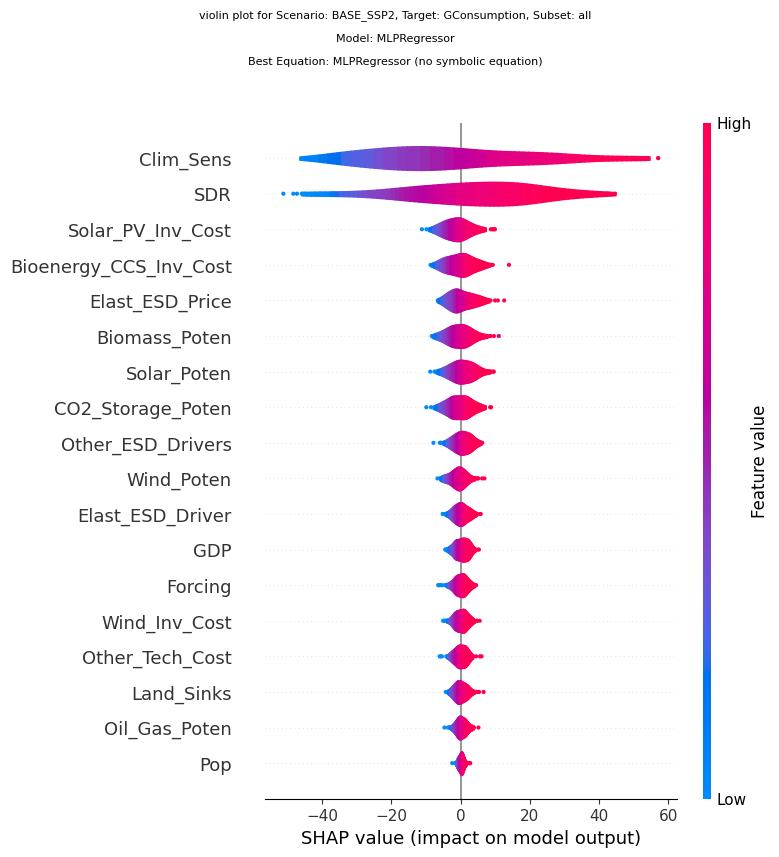 violin plot for Scenario: BASE_SSP2, Target: GConsumption, Subset: all
Model: MLPRegressor
Best Equation: MLPRegressor (no symbolic equation)
High
Clim_Sens
SDR
Solar_PV_Inv_Cost
Bioenergy_CCS_Inv_Cost
Elast_ESD_Price
Biomass_Poten
Solar_Poten
CO2_Storage_Poten
Other_ESD_Drivers
Wind_Poten
Elast_ESD_Driver
GDP
Forcing
Wind_Inv_Cost
Other_Tech_Cost
Land_Sinks
Oil_Gas_Poten
Pop
Feature value
Low
−40 −20 0 20 40 60
SHAP value (impact on model output)